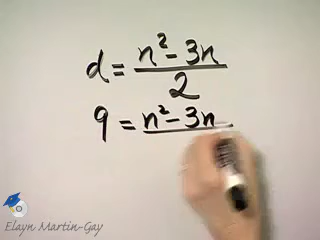 d = n² - 3n / 2
9 = n² - 3n
Elayn Martin-Gay